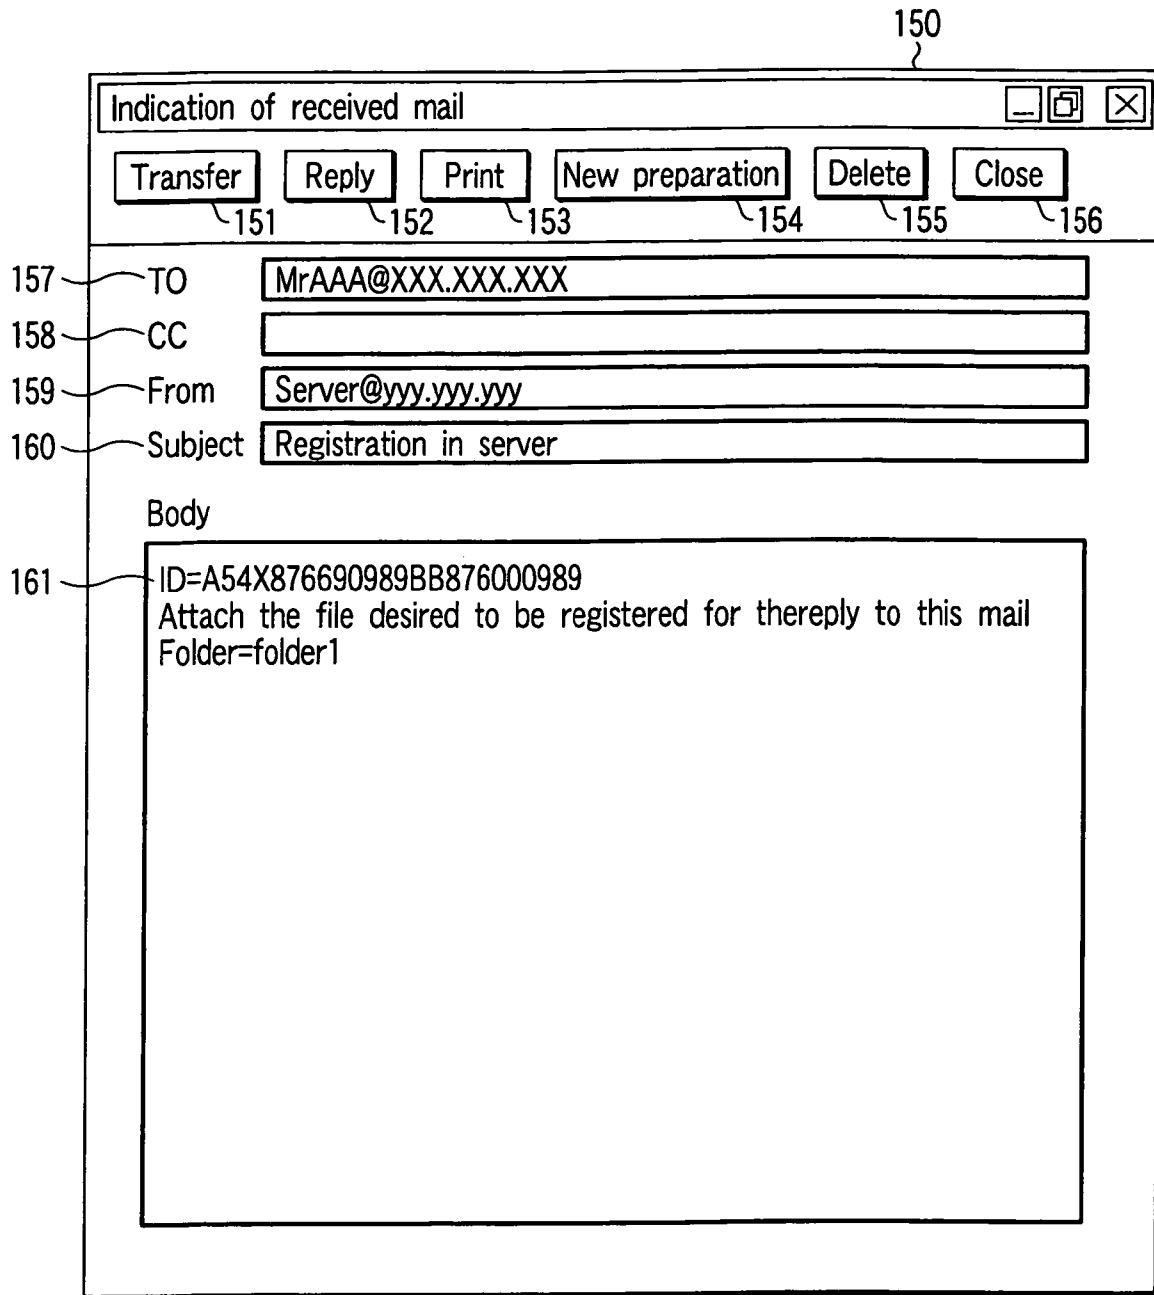 150
Indication of received mail
Transfer Reply Print New preparation Delete Close
151 152 153 154 155 156
157 TO MrAAA@XXX.XXX.XXX
158 CC
159 From Server@yyy.yyy.yyy
160 Subject Registration in server
Body
161 ID=A54X876690989BB876000989
Attach the file desired to be registered for thereply to this mail
Folder=folder1